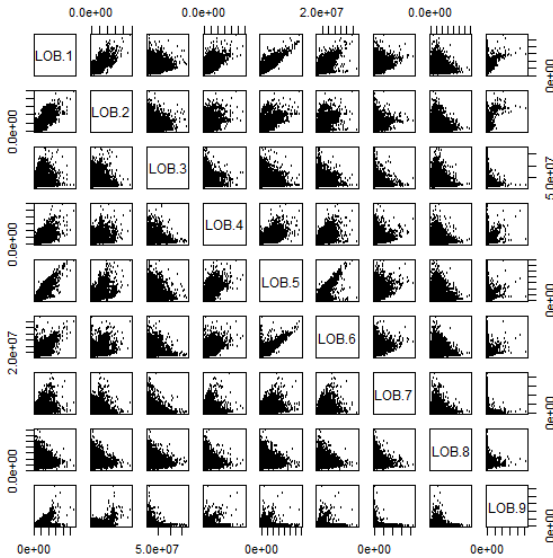 0.0e+00 0.0e+00 2.0e+07 0.0e+00
LOB.1 0e+00
0.0e+00 LOB.2
LOB.3 5.0e+07
0.0e+00 LOB.4
LOB.5 0e+00
2.0e+07 LOB.6
LOB.7 0e+00
0.0e+00 LOB.8
LOB.9 0e+00
0e+00 5.0e+07 0e+00 0e+00 0e+00